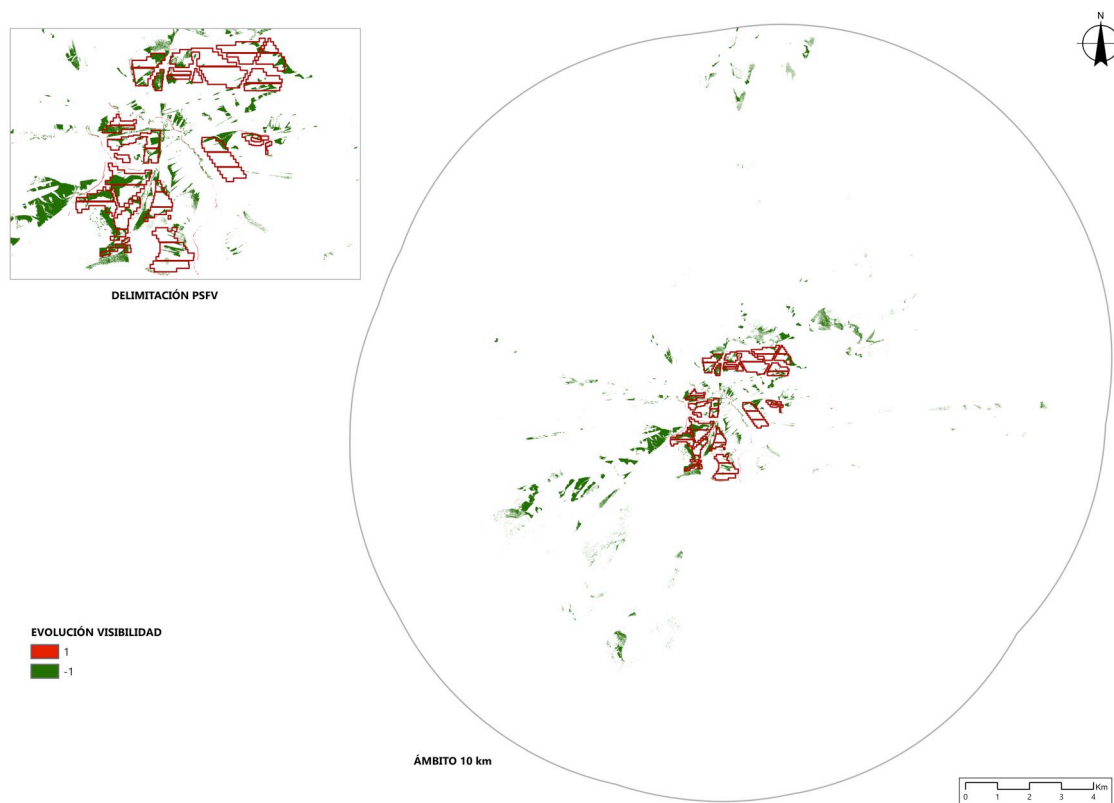 N
DELIMITACIÓN PSFV
EVOLUCIÓN VISIBILIDAD
1
-1
ÁMBITO 10 km
Km
0 1 2 3 4